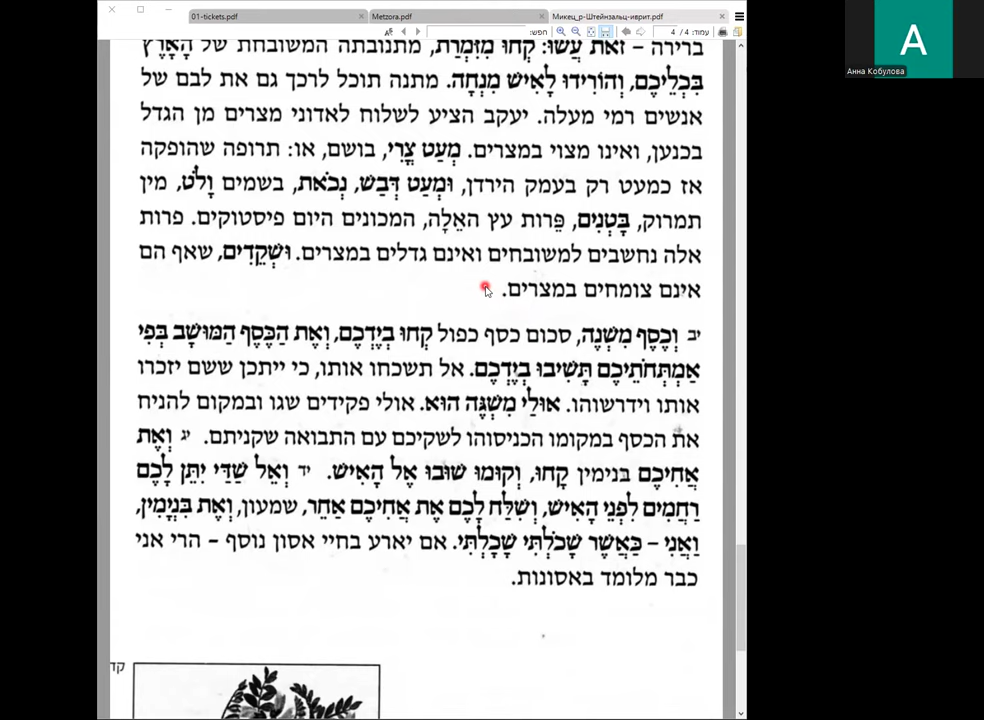 01-tickets.pdf
Metzora.pdf
Микец_р-Штейнзальц-иврит.pdf
חפש:
עמוד: 4 / 4
ברירה – זֹאת עֲשׂוּ: קְחוּ מִזִּמְרַת, מתנובתה המשובחת של הָאָרֶץ
בִּכְלֵיכֶם, וְהוֹרִידוּ לָאִישׁ מִנְחָה. מתנה תוכל לרכך גם את לבם של
אנשים רמי מעלה. יעקב הציע לשלוח לאדוני מצרים מן הגדל
בכנען, ואינו מצוי במצרים. מְעַט צֳרִי, בושם, או: תרופה שהופקה
אז כמעט רק בעמק הירדן, וּמְעַט דְּבַשׁ, נְכֹאת, בשמים וָלֹט, מין
תמרוק, בָּטְנִים, פֵּרות עץ האֵלָה, המכונים היום פיסטוקים. פרות
אלה נחשבים למשובחים ואינם גדלים במצרים. וּשְׁקֵדִים, שאף הם
אינם צומחים במצרים.
יב וְכֶסֶף מִשְׁנֶה, סכום כסף כפול קְחוּ בְיֶדְכֶם, וְאֶת הַכֶּסֶף הַמּוּשָׁב בְּפִי
אַמְתְּחֹתֵיכֶם תָּשִׁיבוּ בְיֶדְכֶם. אל תשכחו אותו, כי ייתכן ששם יזכרו
אותו וידרשוהו. אוּלַי מִשְׁגֶּה הוּא. אולי פקידים שגו ובמקום להניח
את הכסף במקומו הכניסוהו לשקיכם עם התבואה שקניתם. יג וְאֶת
אֲחִיכֶם בנימין קָחוּ, וְקוּמוּ שׁוּבוּ אֶל הָאִישׁ. יד וְאֵל שַׁדַּי יִתֵּן לָכֶם
רַחֲמִים לִפְנֵי הָאִישׁ, וְשִׁלַּח לָכֶם אֶת אֲחִיכֶם אַחֵר, שמעון, וְאֶת בִּנְיָמִין,
וַאֲנִי – כַּאֲשֶׁר שָׁכֹלְתִּי שָׁכָלְתִּי. אם יארע בחיי אסון נוסף – הרי אני
כבר מלומד באסונות.
קד
A
Анна Кобулова